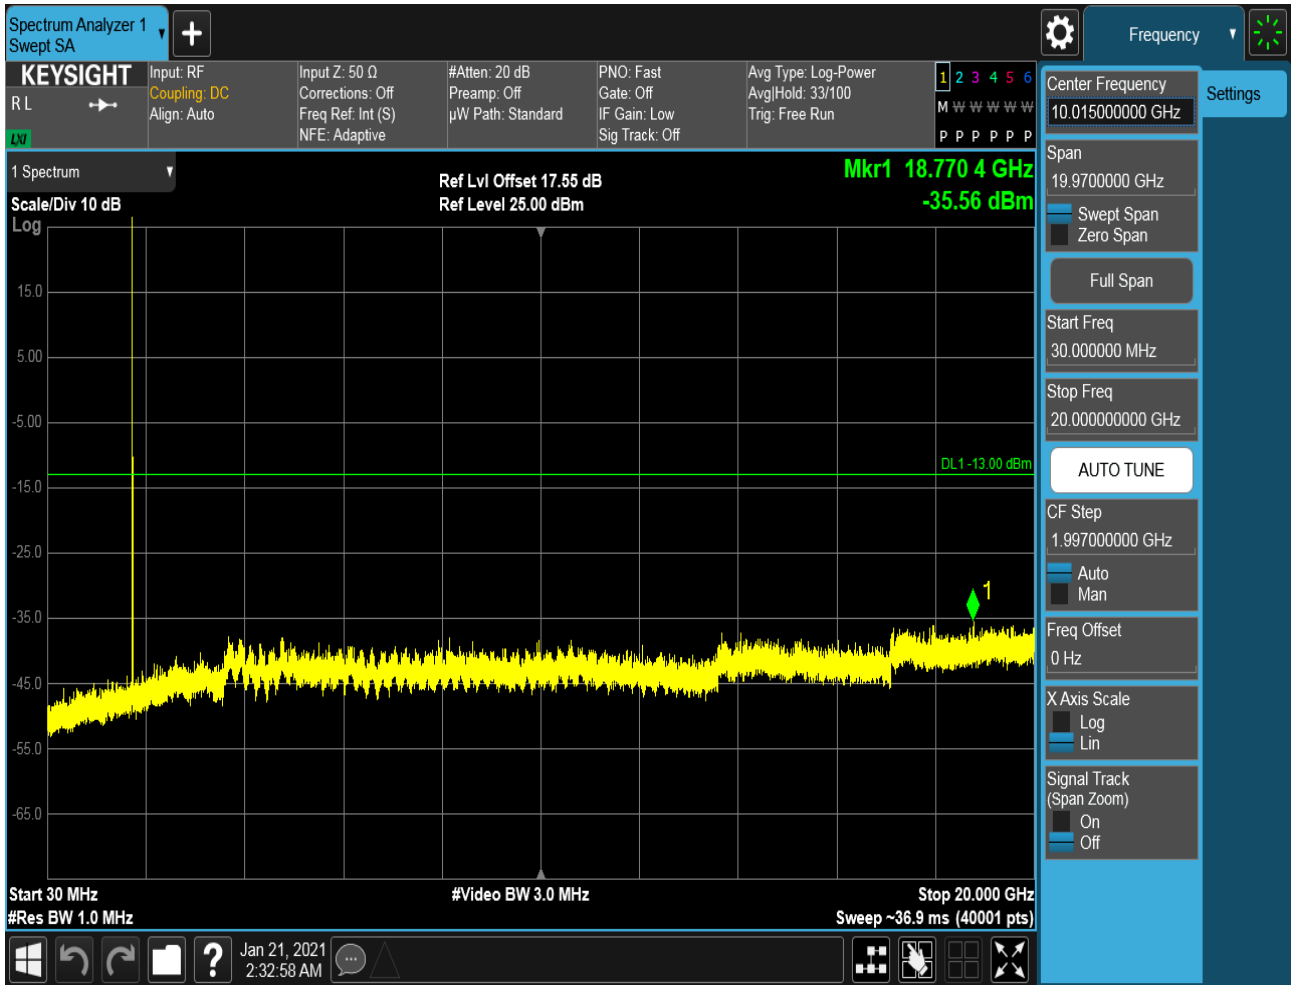 Spectrum Analyzer 1
Swept SA
Frequency
KEYSIGHT
R L
LXI
Input: RF
Coupling: DC
Align: Auto
Input Z: 50 Ω
Corrections: Off
Freq Ref: Int (S)
NFE: Adaptive
#Atten: 20 dB
Preamp: Off
µW Path: Standard
PNO: Fast
Gate: Off
IF Gain: Low
Sig Track: Off
Avg Type: Log-Power
Avg|Hold: 33/100
Trig: Free Run
1 2 3 4 5 6
M W W W W W
P P P P P P
1 Spectrum
Scale/Div 10 dB
Log
Ref Lvl Offset 17.55 dB
Ref Level 25.00 dBm
Mkr1 18.770 4 GHz
-35.56 dBm
15.0
5.00
-5.00
DL1 -13.00 dBm
-15.0
-25.0
1
-35.0
-45.0
-55.0
-65.0
Start 30 MHz
#Video BW 3.0 MHz
Stop 20.000 GHz
#Res BW 1.0 MHz
Sweep ~36.9 ms (40001 pts)
?
Jan 21, 2021
2:32:58 AM
Center Frequency
10.015000000 GHz
Settings
Span
19.9700000 GHz
Swept Span
Zero Span
Full Span
Start Freq
30.000000 MHz
Stop Freq
20.000000000 GHz
AUTO TUNE
CF Step
1.997000000 GHz
Auto
Man
Freq Offset
0 Hz
X Axis Scale
Log
Lin
Signal Track
(Span Zoom)
On
Off